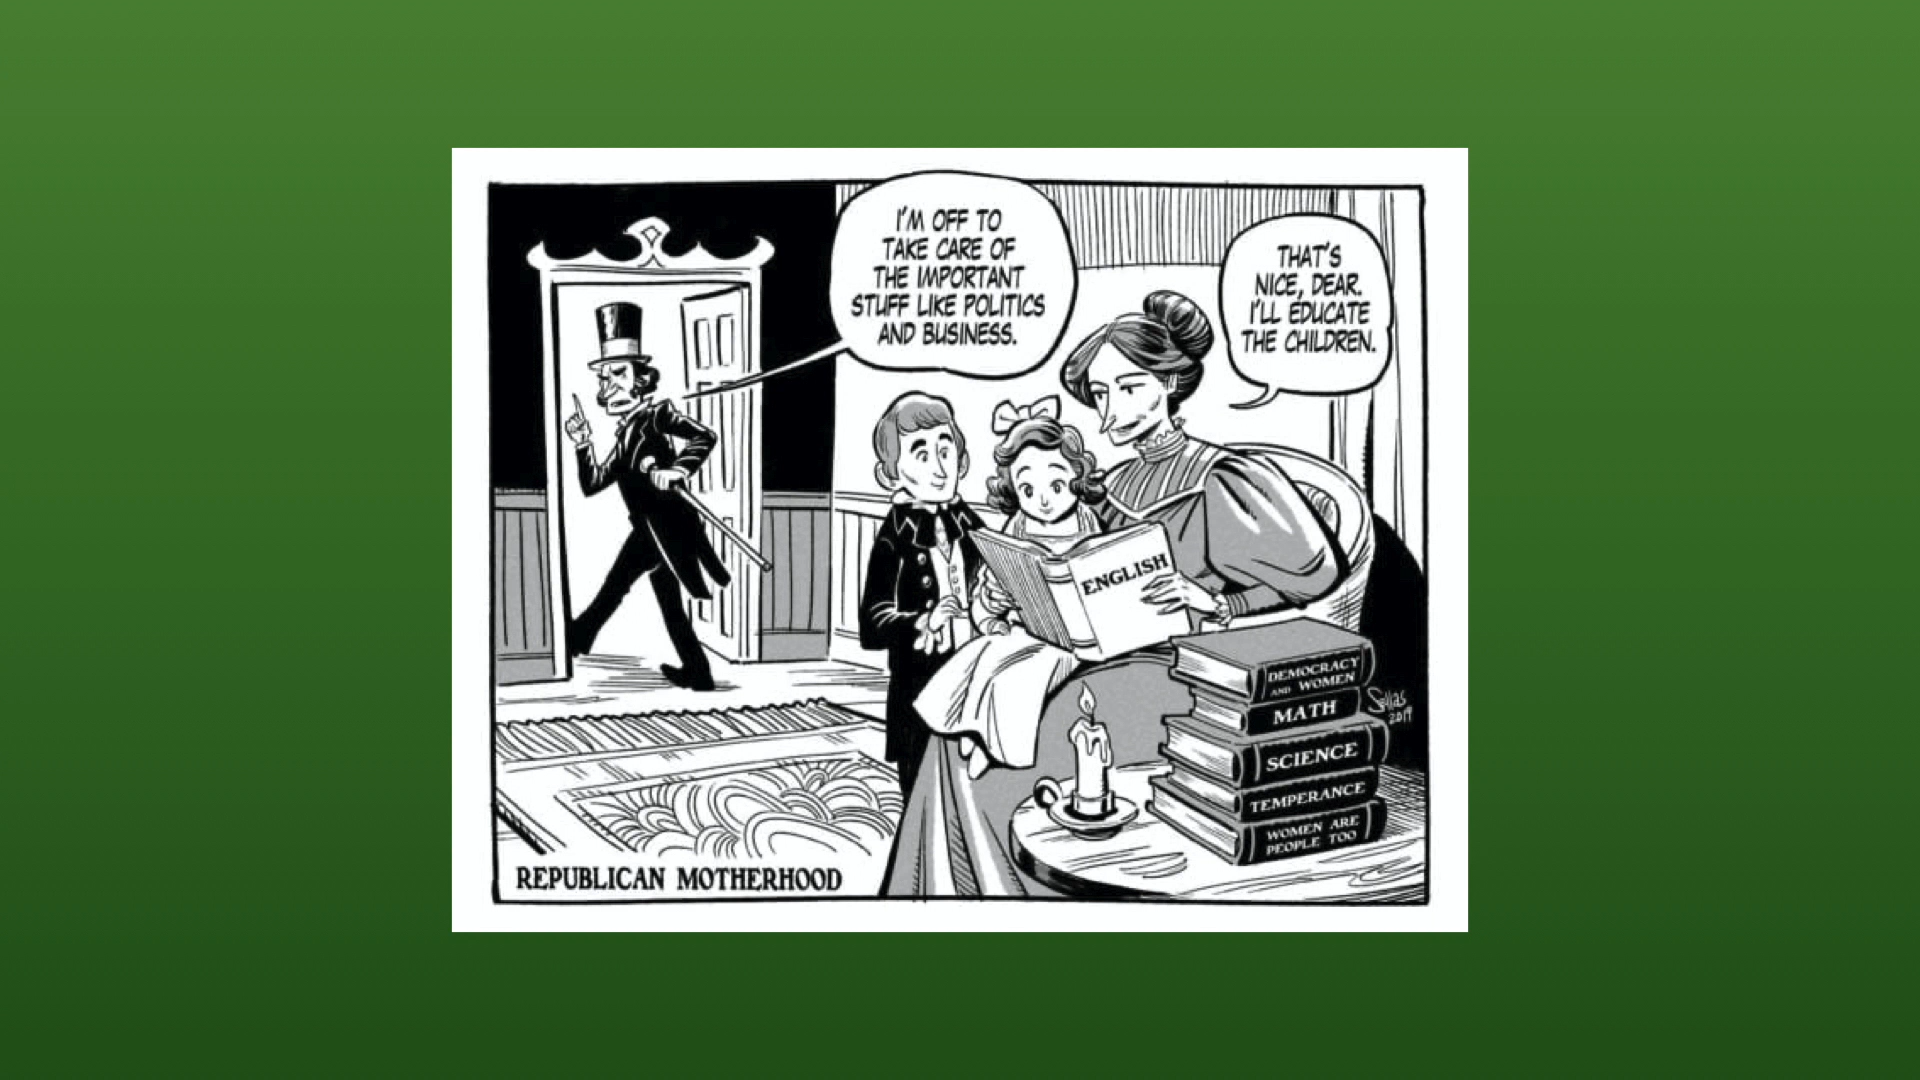 I'M OFF TO
TAKE CARE OF
THE IMPORTANT
STUFF LIKE POLITICS
AND BUSINESS.
THAT'S
NICE, DEAR.
I'LL EDUCATE
THE CHILDREN.
ENGLISH
DEMOCRACY
AND WOMEN
MATH
SCIENCE
TEMPERANCE
WOMEN ARE
PEOPLE TOO
2019
REPUBLICAN MOTHERHOOD